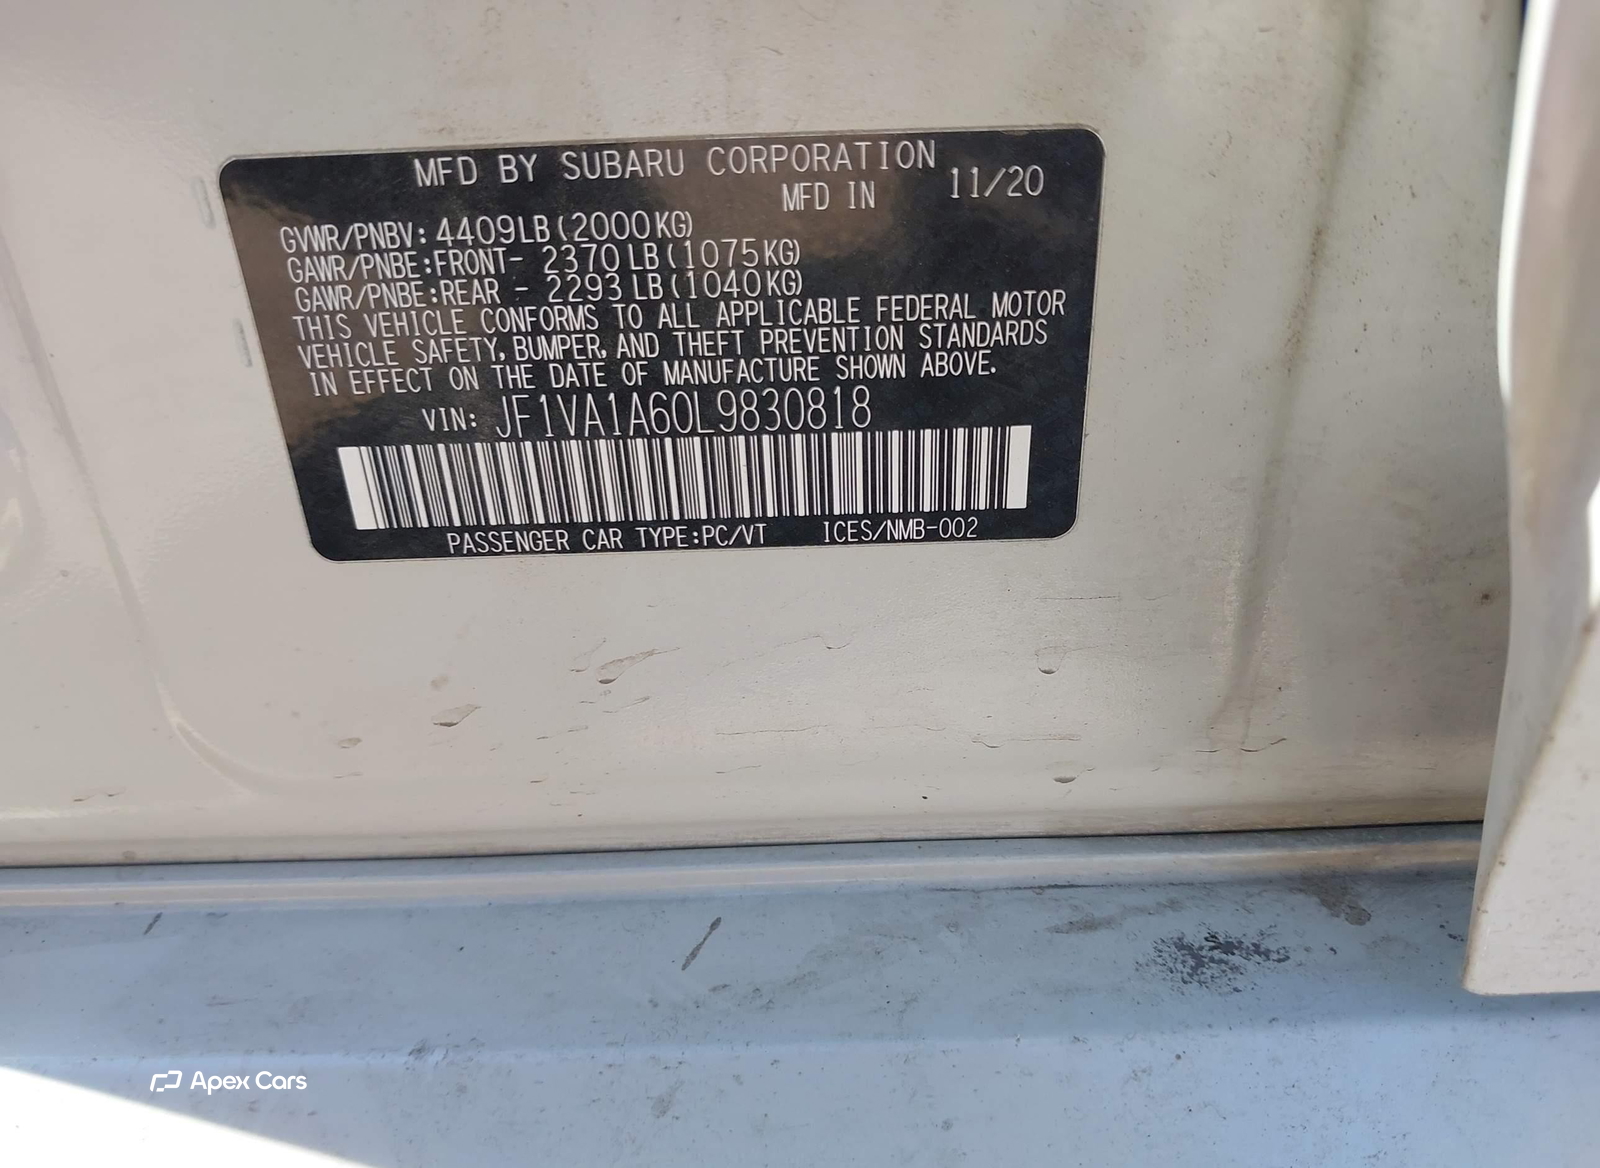 MFD BY SUBARU CORPORATION
MFD IN 11/20
GVWR/PNBV: 4409LB(2000KG)
GAWR/PNBE:FRONT- 2370LB(1075KG)
GAWR/PNBE:REAR - 2293LB(1040KG)
THIS VEHICLE CONFORMS TO ALL APPLICABLE FEDERAL MOTOR
VEHICLE SAFETY, BUMPER, AND THEFT PREVENTION STANDARDS
IN EFFECT ON THE DATE OF MANUFACTURE SHOWN ABOVE.
VIN: JF1VA1A60L9830818
PASSENGER CAR TYPE:PC/VT ICES/NMB-002
Apex Cars